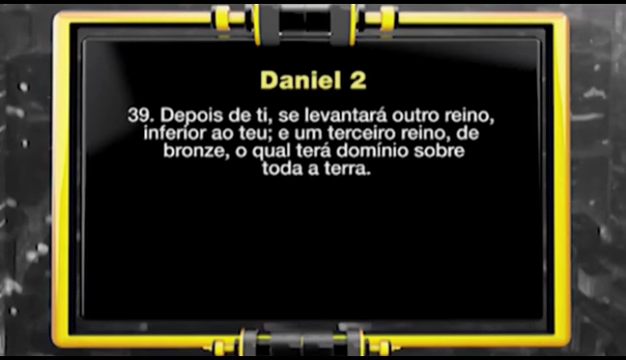 Daniel 2
39. Depois de ti, se levantará outro reino,
inferior ao teu; e um terceiro reino, de
bronze, o qual terá domínio sobre
toda a terra.